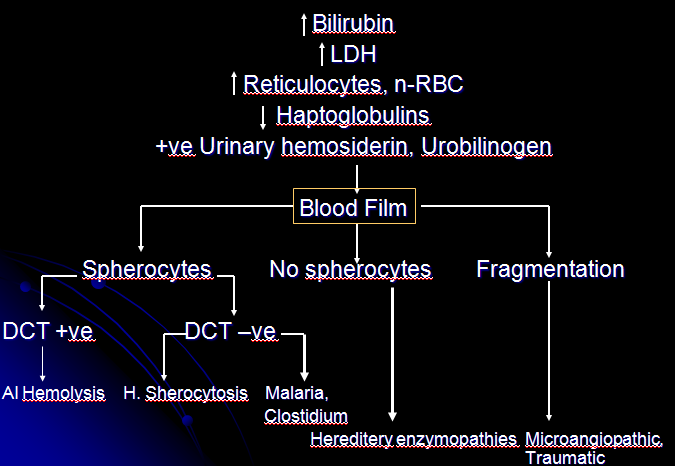 Bilirubin
LDH
Reticulocytes, n-RBC
Haptoglobulins
+ve Urinary hemosiderin, Urobilinogen
Blood Film
Spherocytes
No spherocytes
Fragmentation
DCT +ve
DCT –ve
AI Hemolysis
H. Sherocytosis
Malaria,
Clostidium
Hereditery enzymopathies
Microangiopathic,
Traumatic